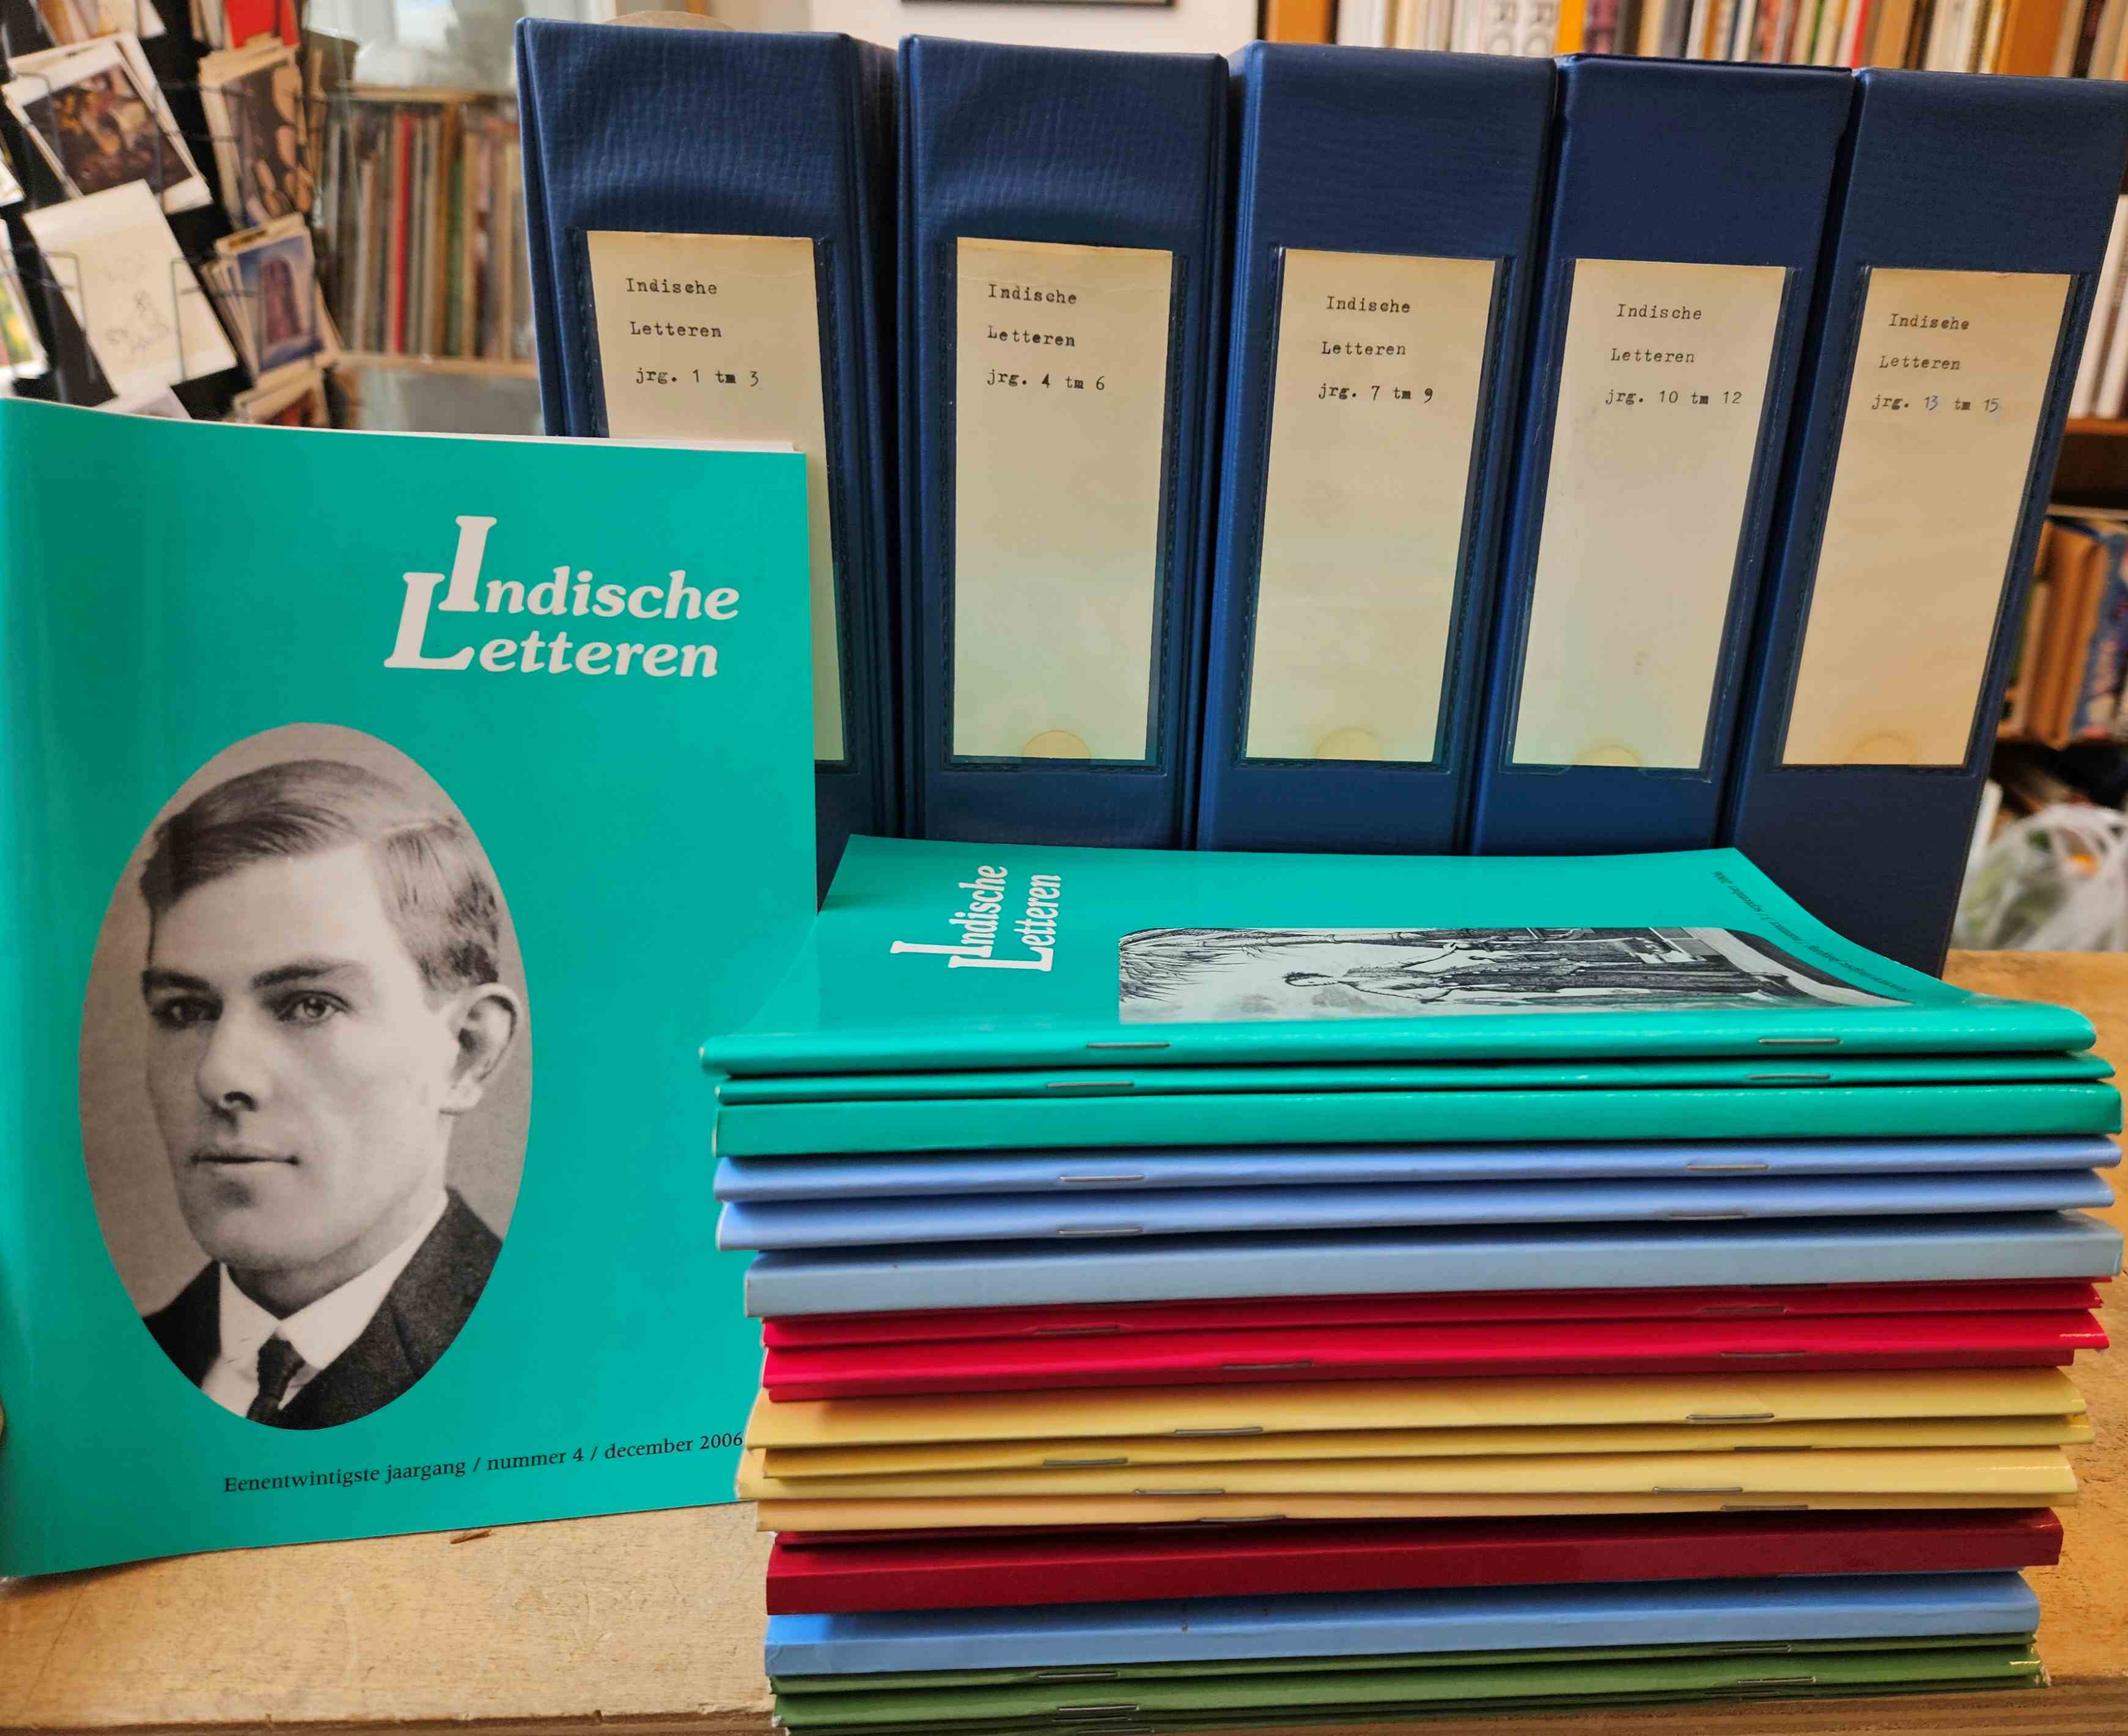 Indische
Letteren
jrg. 1 tm 3
Indische
Letteren
jrg. 4 tm 6
Indische
Letteren
jrg. 7 tm 9
Indische
Letteren
jrg. 10 tm 12
Indische
Letteren
jrg. 13 tm 15
Indische
Letteren
Eenentwintigste jaargang / nummer 4 / december 2006
Indische
Letteren